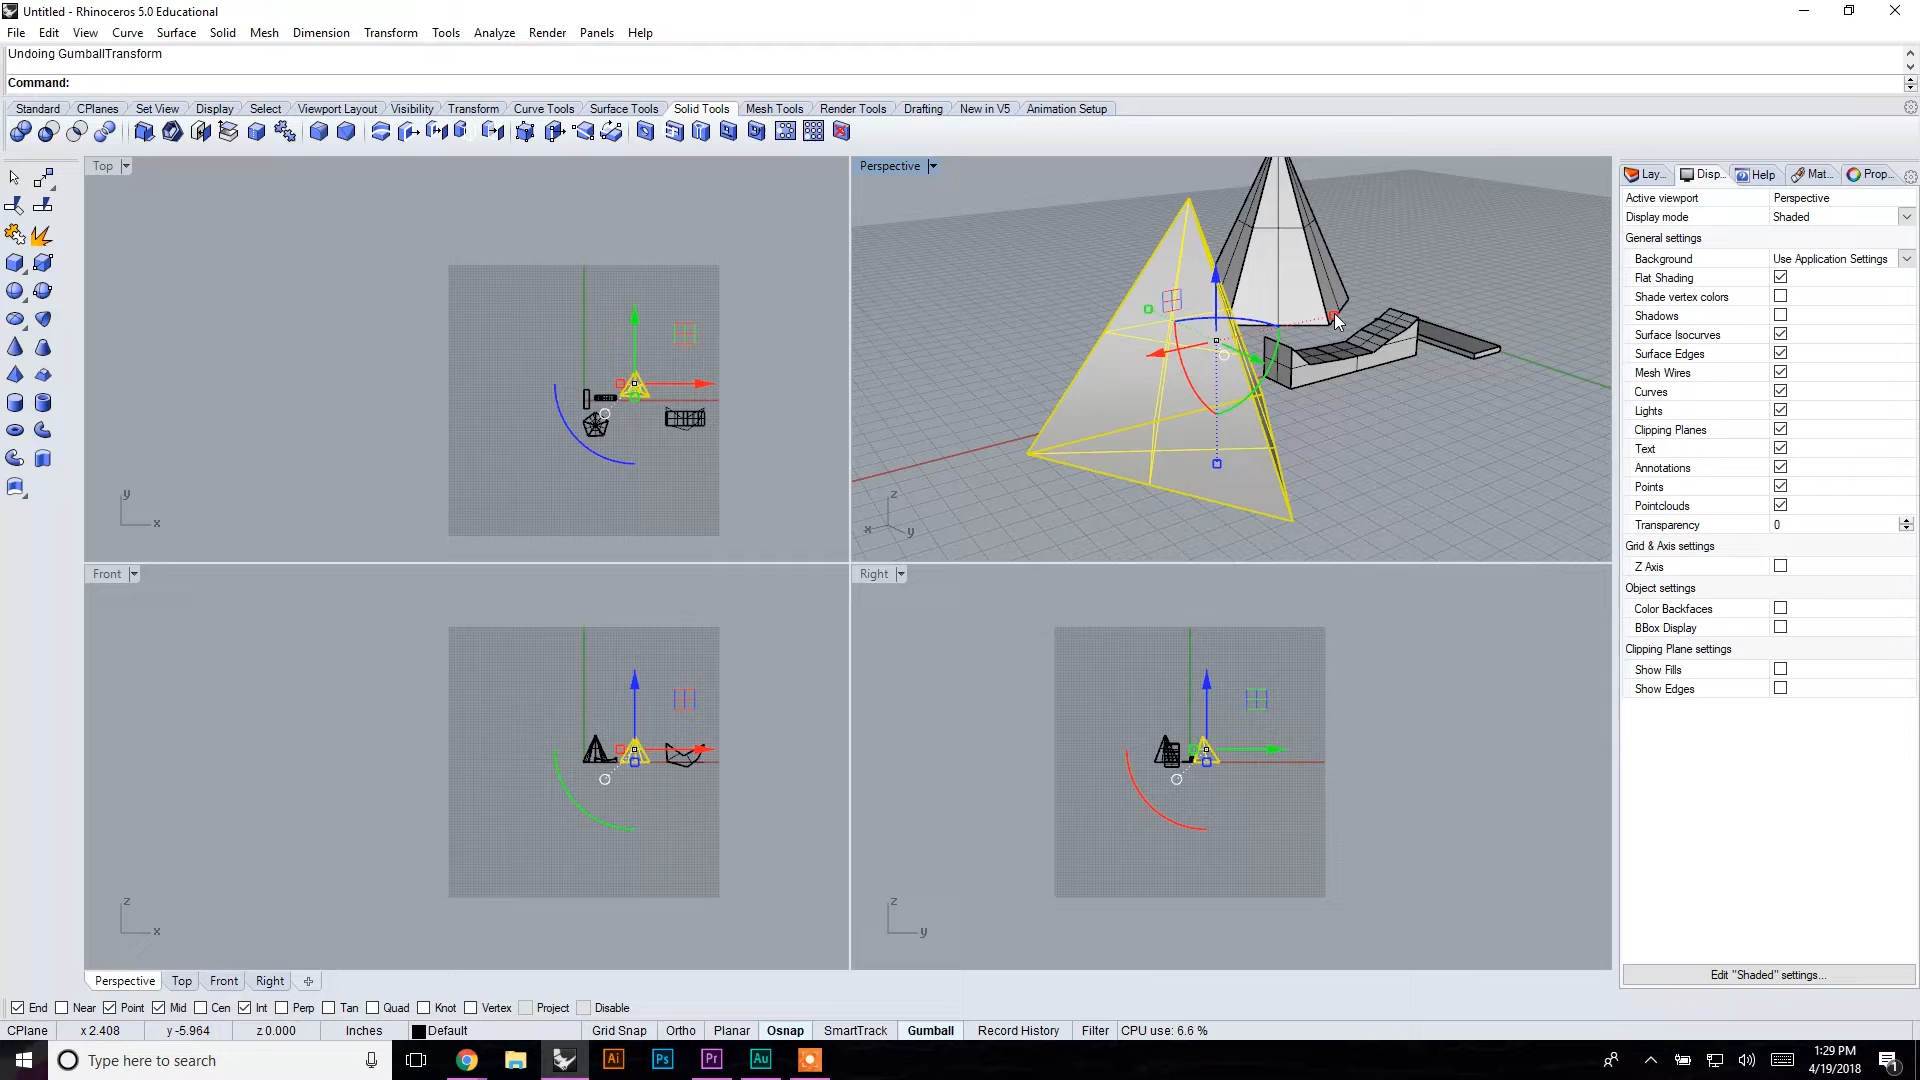 Untitled - Rhinoceros 5.0 Educational
File Edit View Curve Surface Solid Mesh Dimension Transform Tools Analyze Render Panels Help
Undoing GumballTransform
Command:
Standard CPlanes Set View Display Select Viewport Layout Visibility Transform Curve Tools Surface Tools Solid Tools Mesh Tools Render Tools Drafting New in V5 Animation Setup
Top
Perspective
Lay... Disp... Help Mat... Prop...
Active viewport Perspective
Display mode Shaded
General settings
Background Use Application Settings
Flat Shading
Shade vertex colors
Shadows
Surface Isocurves
Surface Edges
Mesh Wires
Curves
Lights
Clipping Planes
Text
Annotations
Points
Pointclouds
Transparency 0
Grid & Axis settings
Z Axis
Object settings
Color Backfaces
BBox Display
Clipping Plane settings
Show Fills
Show Edges
y
x
z
x
y
Front
Right
z
x
z
y
Perspective Top Front Right
Edit "Shaded" settings...
End Near Point Mid Cen Int Perp Tan Quad Knot Vertex Project Disable
CPlane x 2.408 y -5.964 z 0.000 Inches Default Grid Snap Ortho Planar Osnap SmartTrack Gumball Record History Filter CPU use: 6.6 %
Type here to search
Ai Ps Pr Au
1:29 PM
4/19/2018
1